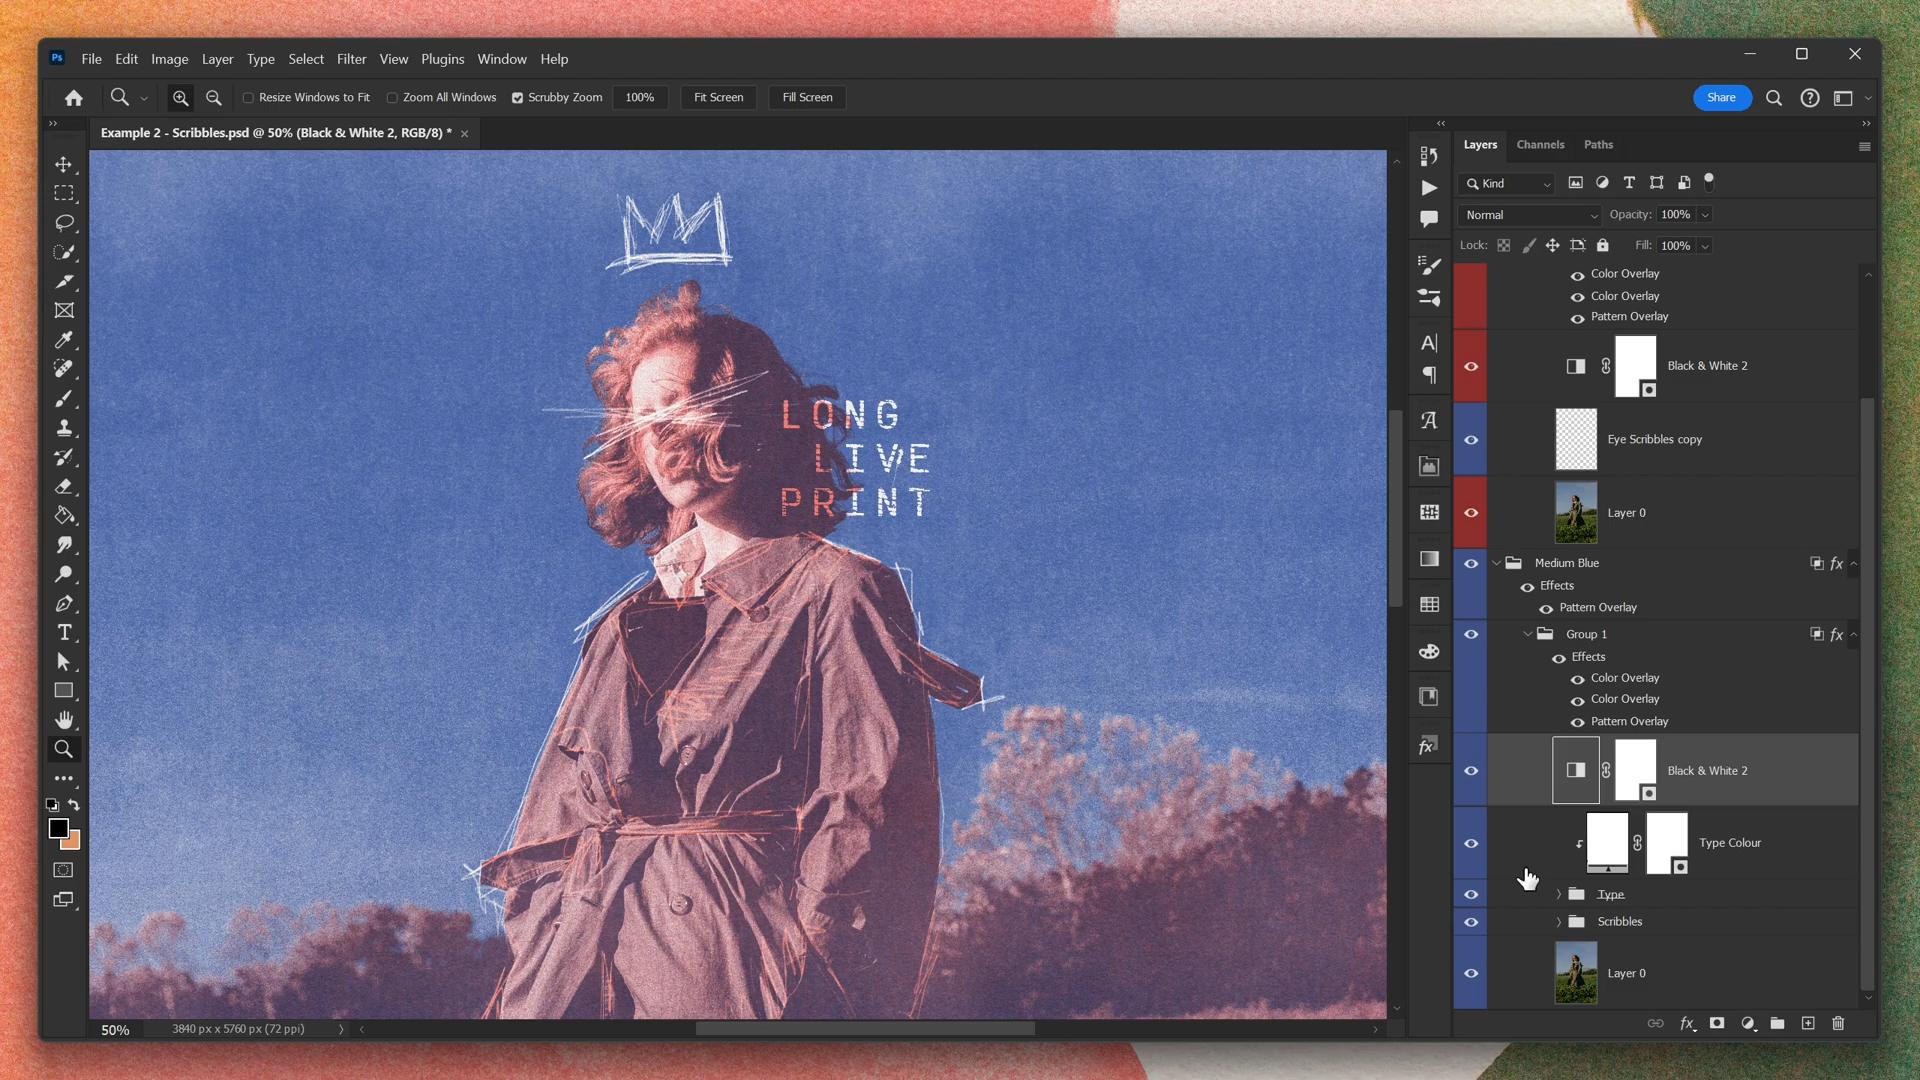 Ps File Edit Image Layer Type Select Filter View Plugins Window Help
Resize Windows to Fit Zoom All Windows Scrubby Zoom 100% Fit Screen Fill Screen Share
Example 2 - Scribbles.psd @ 50% (Black & White 2, RGB/8) *
Layers Channels Paths
Kind
Normal Opacity: 100%
Lock: Fill: 100%
Color Overlay
Color Overlay
Pattern Overlay
Black & White 2
Eye Scribbles copy
Layer 0
Medium Blue fx
Effects
Pattern Overlay
Group 1 fx
Effects
Color Overlay
Color Overlay
Pattern Overlay
Black & White 2
Type Colour
Type
Scribbles
Layer 0
LONG
LIVE
PRINT
50% 3840 px x 5760 px (72 ppi)